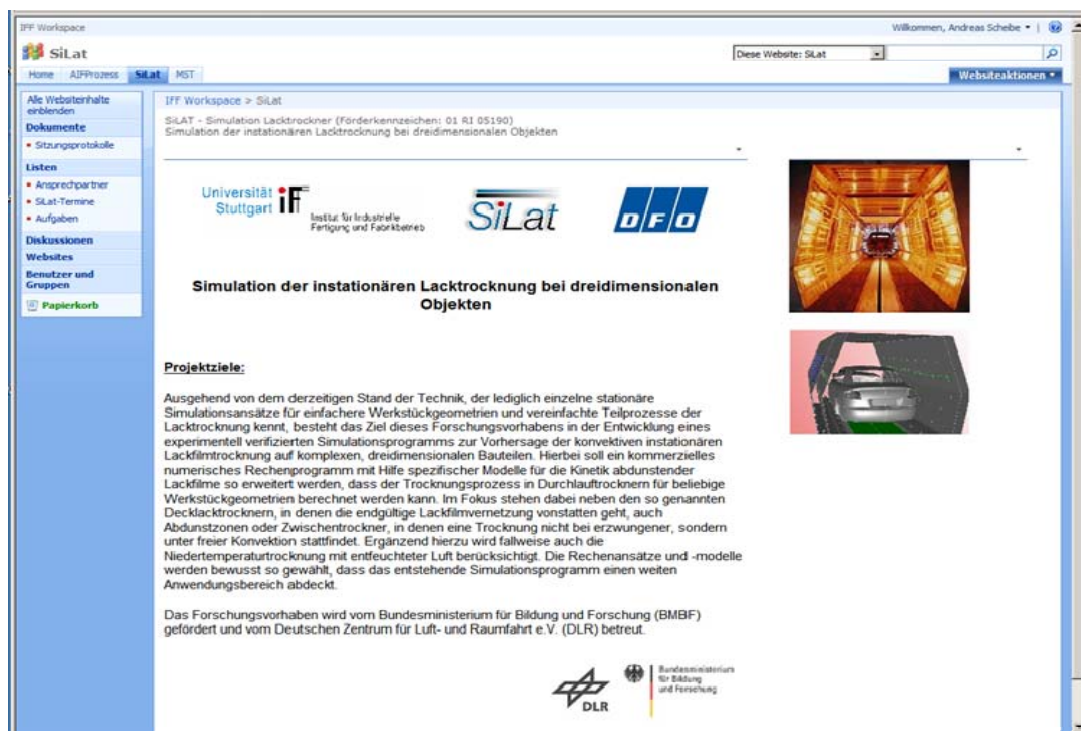 IFF Workspace
Willkommen, Andreas Scheibe
SiLat
Diese Website: SiLat
Home AIFProzess SiLat MST
Websiteaktionen
Alle Websiteinhalte
einblenden
Dokumente
Sitzungsprotokolle
Listen
Ansprechpartner
SiLat-Termine
Aufgaben
Diskussionen
Websites
Benutzer und
Gruppen
Papierkorb
IFF Workspace > SiLat
SiLAT - Simulation Lacktrockner (Förderkennzeichen: 01 RI 05190)
Simulation der instationären Lacktrocknung bei dreidimensionalen Objekten
Universität
Stuttgart
iff
Institut für Industrielle
Fertigung und Fabrikbetrieb
SiLat
DFO
Simulation der instationären Lacktrocknung bei dreidimensionalen
Objekten
Projektziele:
Ausgehend von dem derzeitigen Stand der Technik, der lediglich einzelne stationäre
Simulationsansätze für einfachere Werkstückgeometrien und vereinfachte Teilprozesse der
Lacktrocknung kennt, besteht das Ziel dieses Forschungsvorhabens in der Entwicklung eines
experimentell verifizierten Simulationsprogramms zur Vorhersage der konvektiven instationären
Lackfilmtrocknung auf komplexen, dreidimensionalen Bauteilen. Hierbei soll ein kommerzielles
numerisches Rechenprogramm mit Hilfe spezifischer Modelle für die Kinetik abdunstender
Lackfilme so erweitert werden, dass der Trocknungsprozess in Durchlauftrocknern für beliebige
Werkstückgeometrien berechnet werden kann. Im Fokus stehen dabei neben den so genannten
Decklacktrocknern, in denen die endgültige Lackfilmvernetzung vonstatten geht, auch
Abdunstzonen oder Zwischentrockner, in denen eine Trocknung nicht bei erzwungener, sondern
unter freier Konvektion stattfindet. Ergänzend hierzu wird fallweise auch die
Niedertemperaturtrocknung mit entfeuchteter Luft berücksichtigt. Die Rechenansätze und -modelle
werden bewusst so gewählt, dass das entstehende Simulationsprogramm einen weiten
Anwendungsbereich abdeckt.
Das Forschungsvorhaben wird vom Bundesministerium für Bildung und Forschung (BMBF)
gefördert und vom Deutschen Zentrum für Luft- und Raumfahrt e.V. (DLR) betreut.
DLR
Bundesministerium
für Bildung
und Forschung